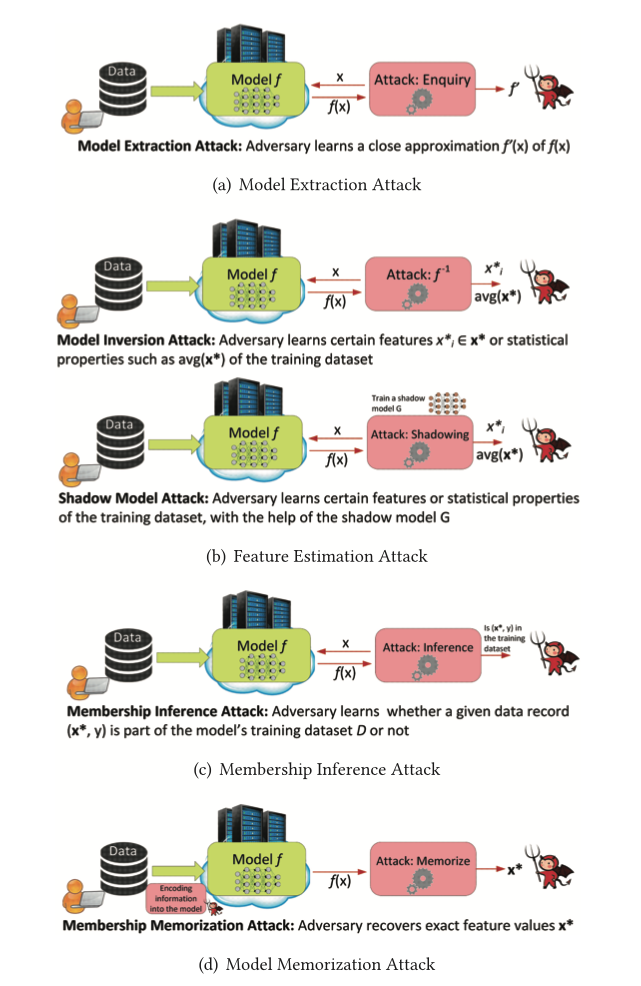 Data
Model f
x
f(x)
Attack: Enquiry
f'
Model Extraction Attack: Adversary learns a close approximation f'(x) of f(x)
(a) Model Extraction Attack
Data
Model f
x
f(x)
Attack: f⁻¹
x*ᵢ
avg(x*)
Model Inversion Attack: Adversary learns certain features x*ᵢ ∈ x* or statistical
properties such as avg(x*) of the training dataset
Data
Model f
x
f(x)
Train a shadow
model G
Attack: Shadowing
x*ᵢ
avg(x*)
Shadow Model Attack: Adversary learns certain features or statistical properties
of the training dataset, with the help of the shadow model G
(b) Feature Estimation Attack
Data
Model f
x
f(x)
Attack: Inference
Is (x*, y) in
the training
dataset
Membership Inference Attack: Adversary learns whether a given data record
(x*, y) is part of the model's training dataset D or not
(c) Membership Inference Attack
Data
Encoding
information
into the model
Model f
f(x)
Attack: Memorize
x*
Membership Memorization Attack: Adversary recovers exact feature values x*
(d) Model Memorization Attack